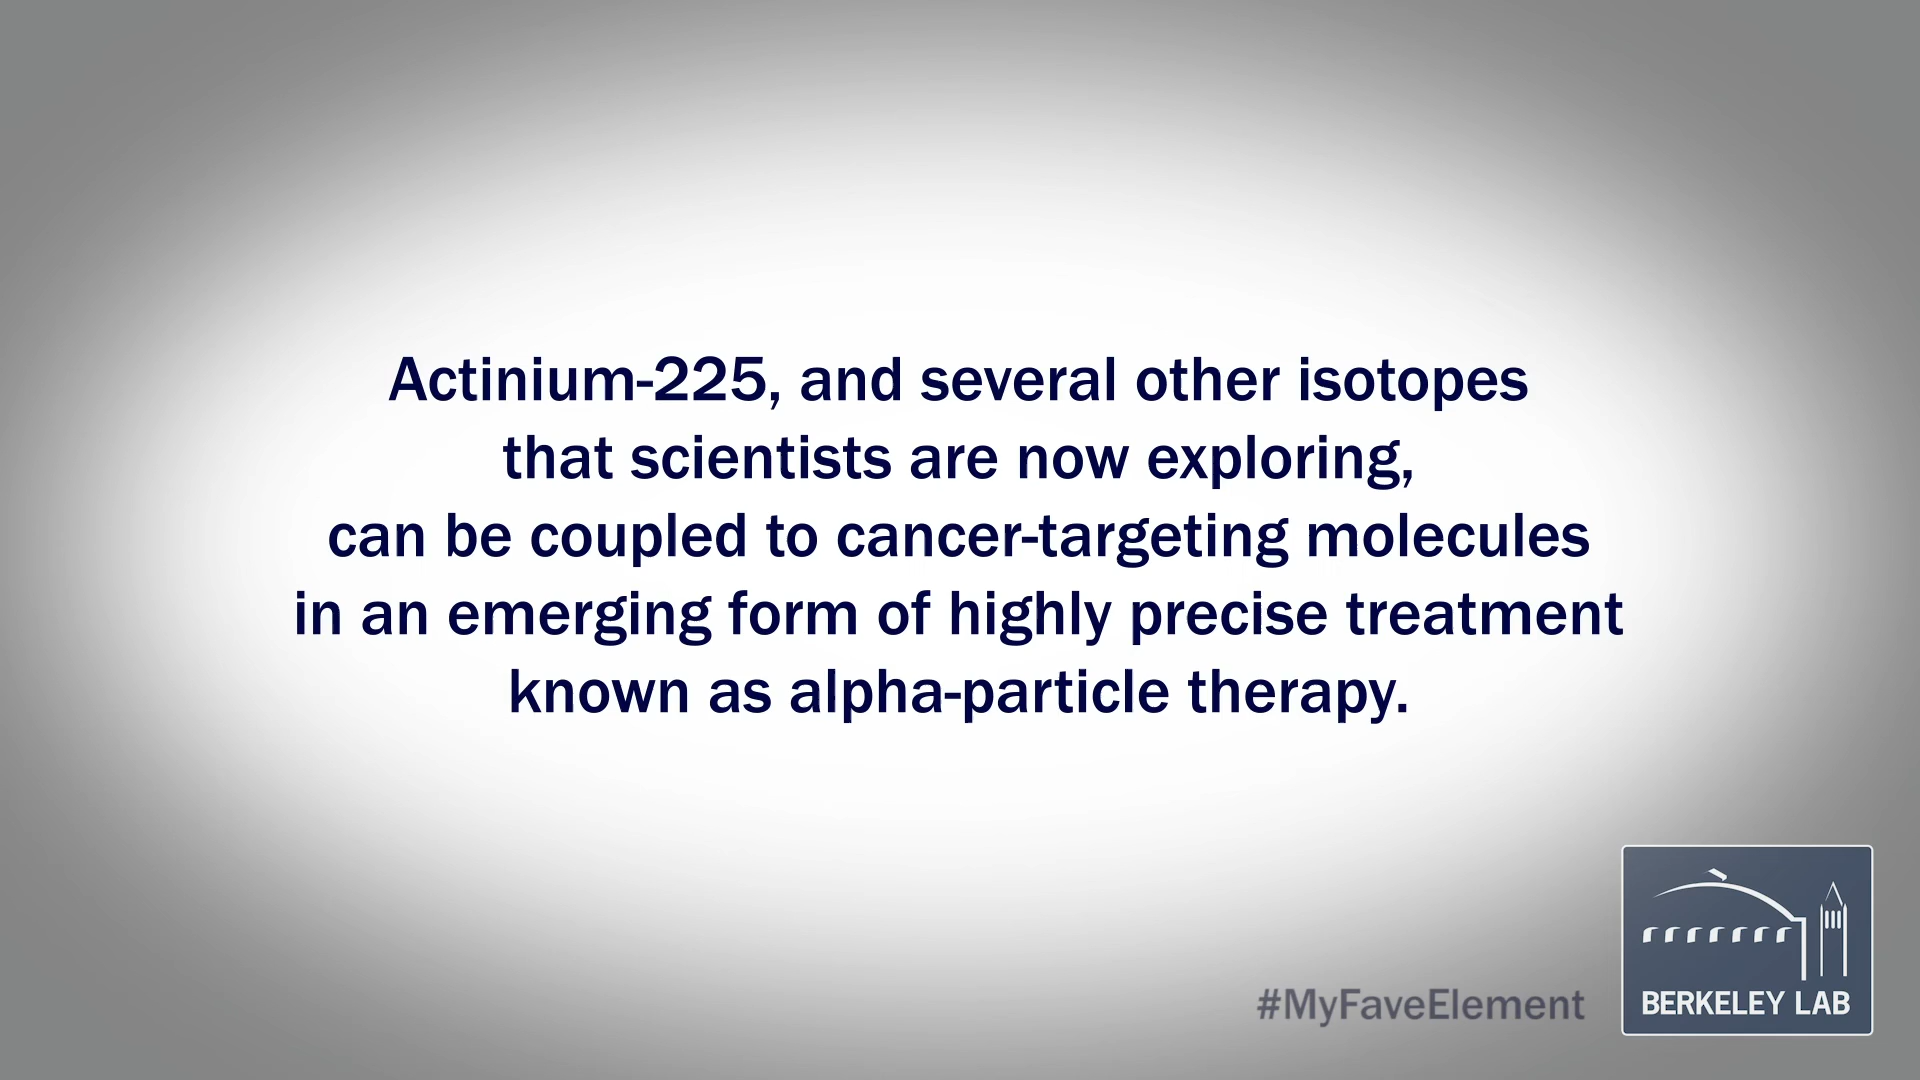 Actinium-225, and several other isotopes
that scientists are now exploring,
can be coupled to cancer-targeting molecules
in an emerging form of highly precise treatment
known as alpha-particle therapy.
#MyFaveElement
BERKELEY LAB